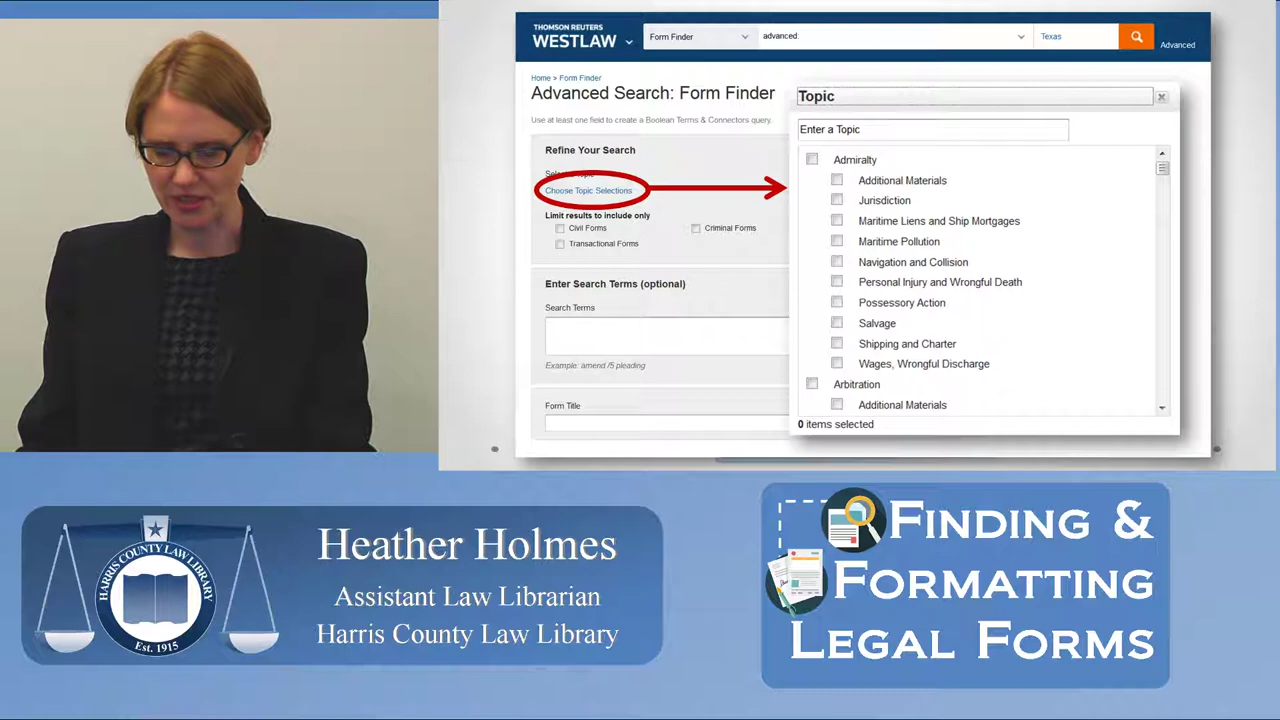 THOMSON REUTERS
WESTLAW
Form Finder
advanced:
Texas
Advanced
Home > Form Finder
Advanced Search: Form Finder
Use at least one field to create a Boolean Terms & Connectors query.
Refine Your Search
Choose Topic Selections
Limit results to include only
Civil Forms
Criminal Forms
Transactional Forms
Enter Search Terms (optional)
Search Terms
Example: amend /5 pleading
Form Title
Topic
Enter a Topic
Admiralty
Additional Materials
Jurisdiction
Maritime Liens and Ship Mortgages
Maritime Pollution
Navigation and Collision
Personal Injury and Wrongful Death
Possessory Action
Salvage
Shipping and Charter
Wages, Wrongful Discharge
Arbitration
Additional Materials
0 items selected
HARRIS COUNTY LAW LIBRARY
Est. 1915
Heather Holmes
Assistant Law Librarian
Harris County Law Library
FINDING &
FORMATTING
LEGAL FORMS